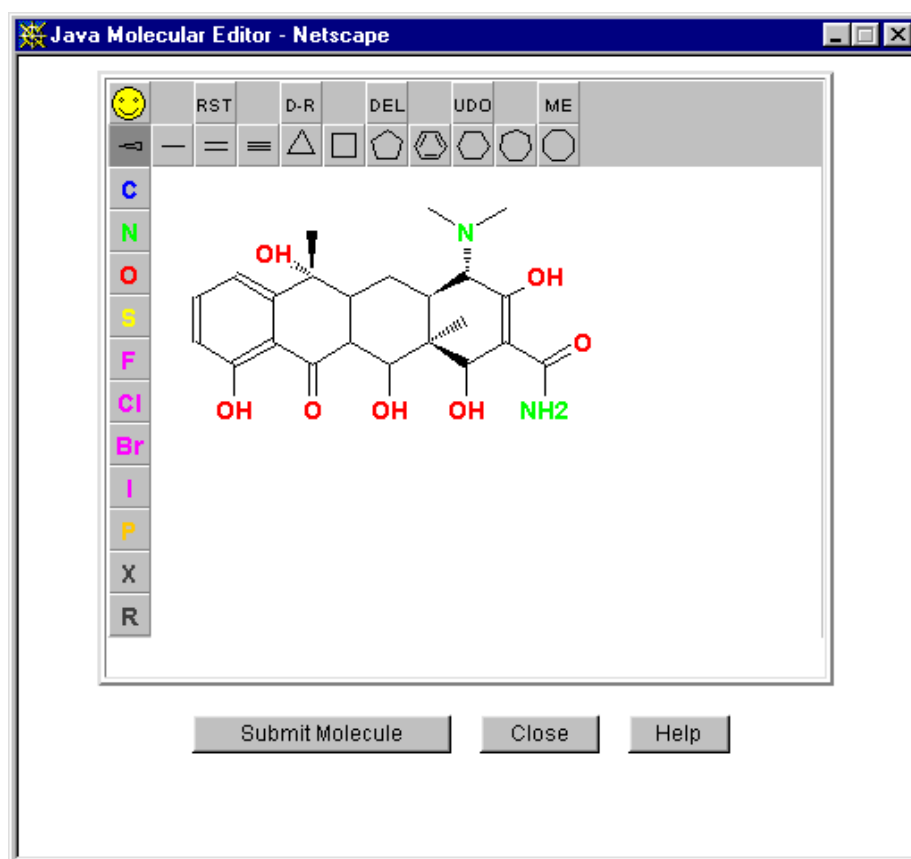 Java Molecular Editor - Netscape
RST D-R DEL UDO ME
C
N
O
S
F
Cl
Br
I
P
X
R
N
OH
OH
O
OH O OH OH NH2
Submit Molecule Close Help